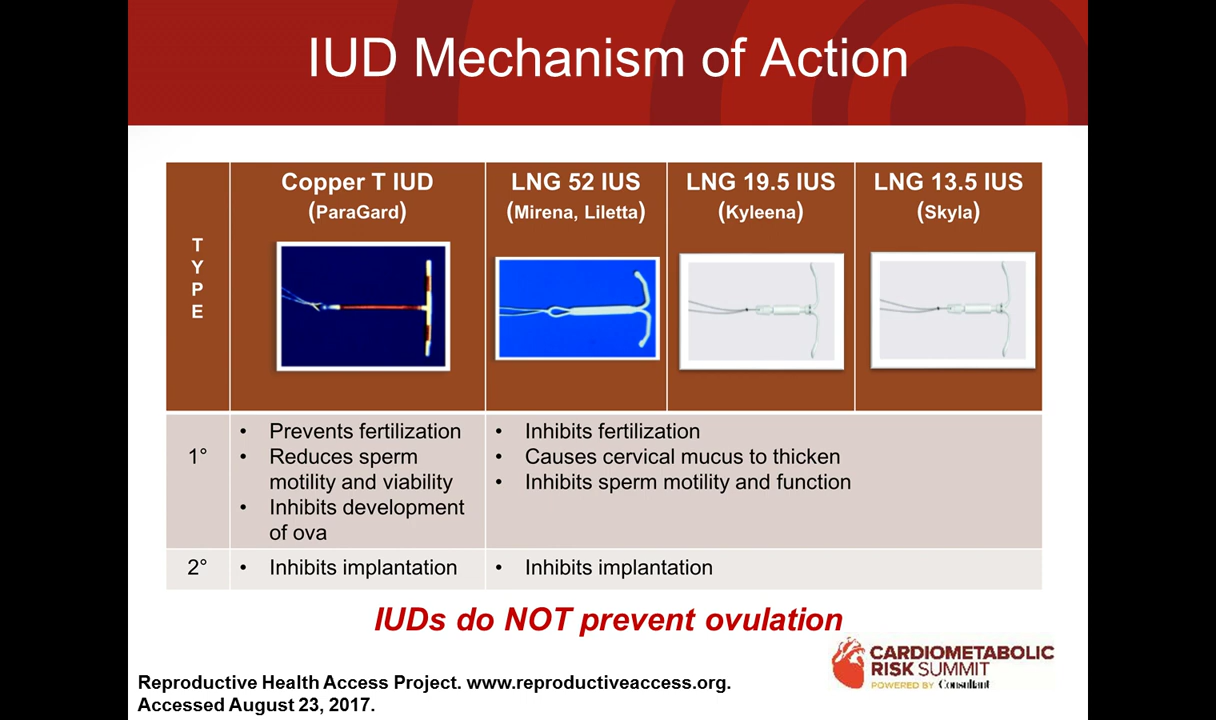 IUD Mechanism of Action
T
Y
P
E
Copper T IUD
(ParaGard)
LNG 52 IUS
(Mirena, Liletta)
LNG 19.5 IUS
(Kyleena)
LNG 13.5 IUS
(Skyla)
1°
• Prevents fertilization
• Reduces sperm
motility and viability
• Inhibits development
of ova
• Inhibits fertilization
• Causes cervical mucus to thicken
• Inhibits sperm motility and function
2°
• Inhibits implantation
• Inhibits implantation
IUDs do NOT prevent ovulation
CARDIOMETABOLIC
RISK SUMMIT
POWERED BY Consultant
Reproductive Health Access Project. www.reproductiveaccess.org.
Accessed August 23, 2017.